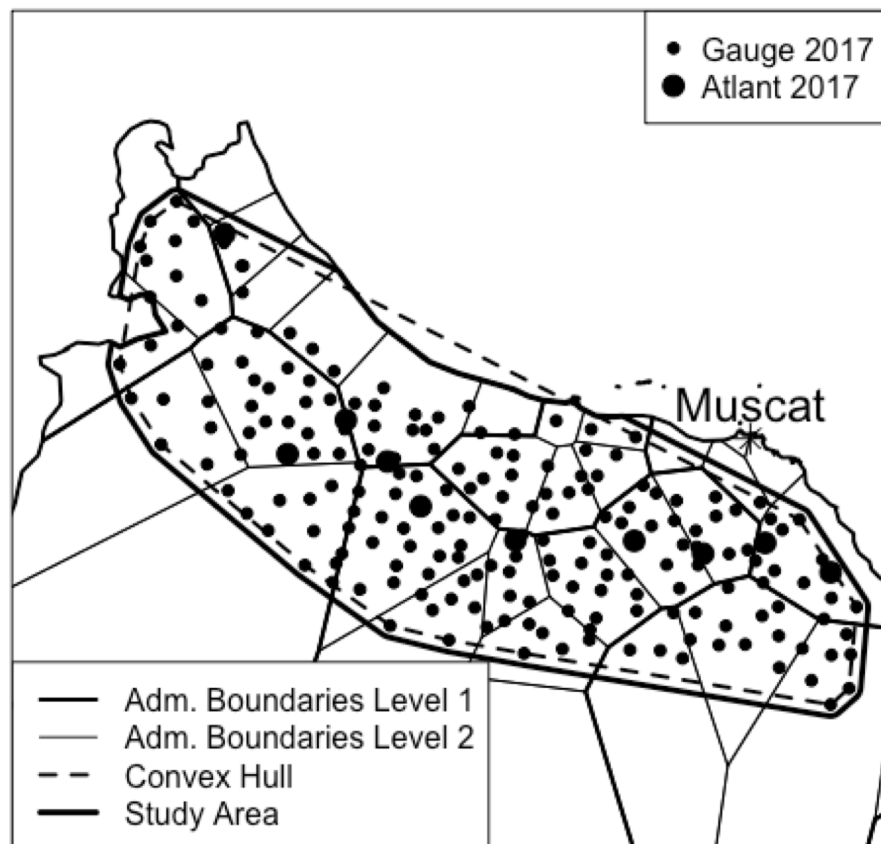 Gauge 2017
Atlant 2017
Muscat
Adm. Boundaries Level 1
Adm. Boundaries Level 2
Convex Hull
Study Area